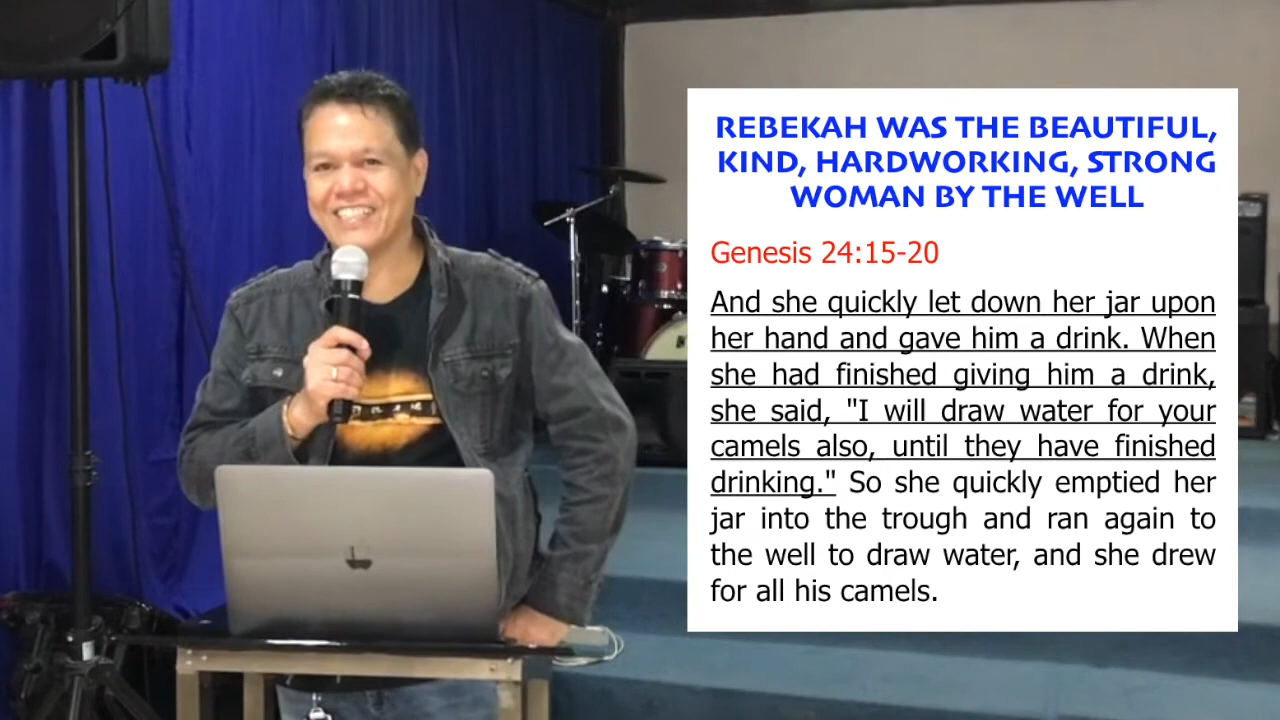 REBEKAH WAS THE BEAUTIFUL,
KIND, HARDWORKING, STRONG
WOMAN BY THE WELL
Genesis 24:15-20
And she quickly let down her jar upon
her hand and gave him a drink. When
she had finished giving him a drink,
she said, "I will draw water for your
camels also, until they have finished
drinking." So she quickly emptied her
jar into the trough and ran again to
the well to draw water, and she drew
for all his camels.